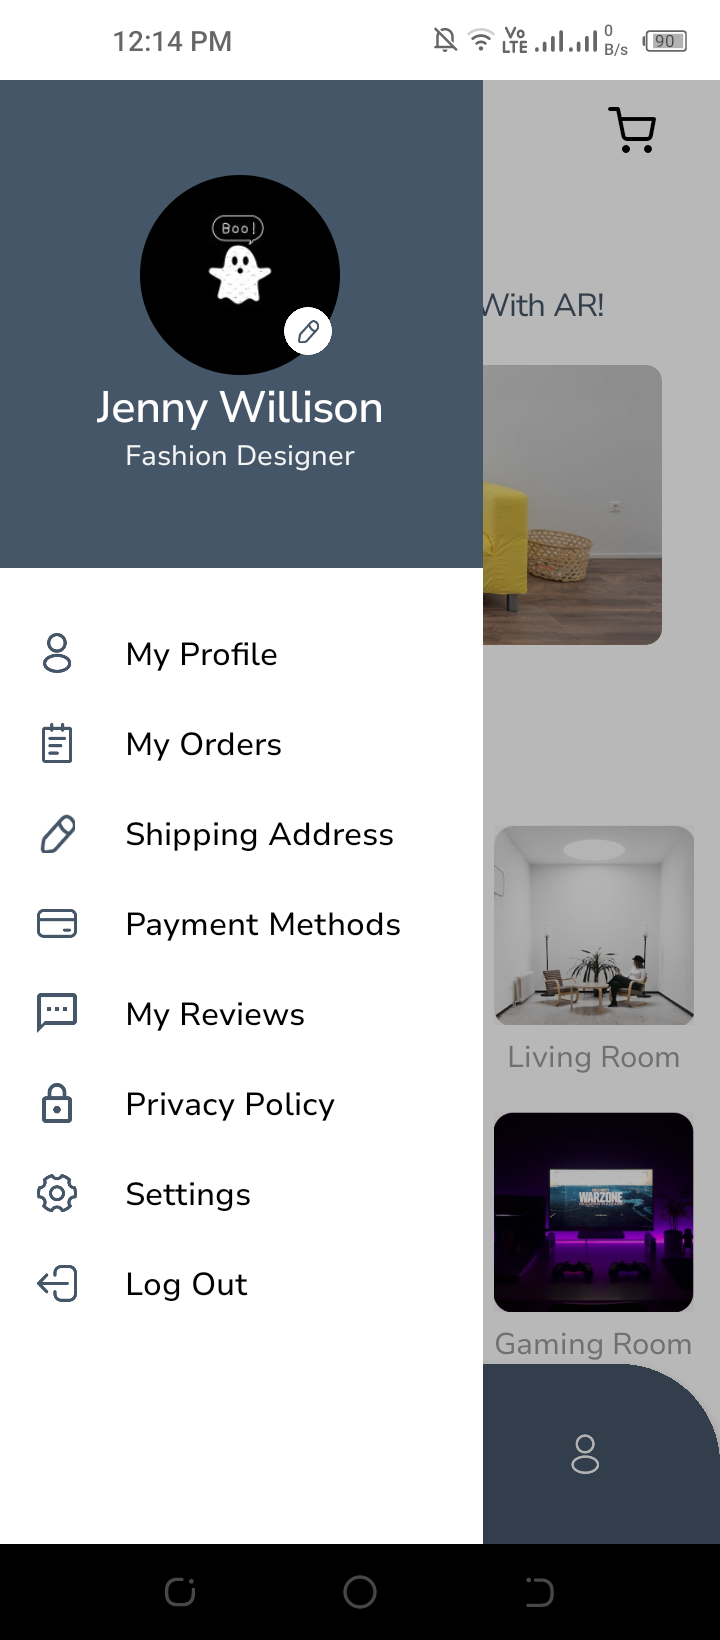 12:14 PM
Vo
LTE
0
B/s
90
Boo!
With AR!
Jenny Willison
Fashion Designer
My Profile
My Orders
Shipping Address
Payment Methods
My Reviews
Privacy Policy
Settings
Log Out
Living Room
WARZONE
Gaming Room